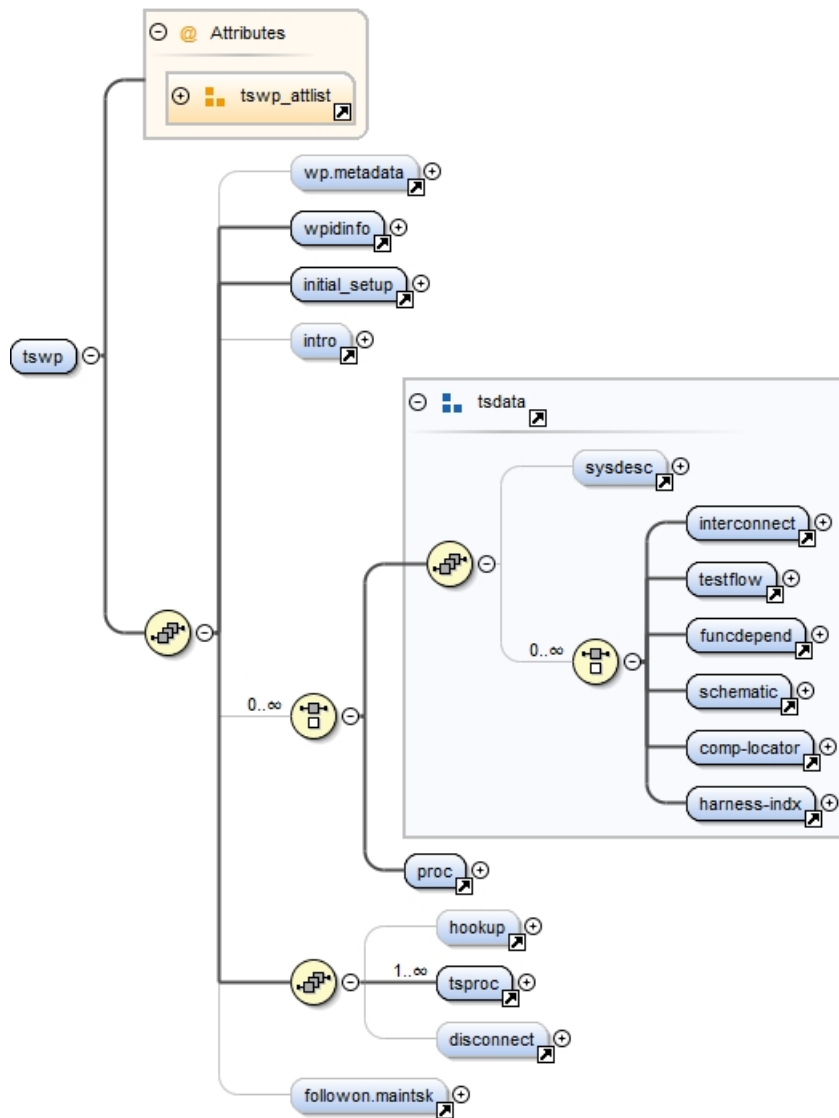 @ Attributes
tswp_attlist
wp.metadata
wpidinfo
initial_setup
intro
tswp
tsdata
sysdesc
interconnect
testflow
0..∞
funcdepend
schematic
0..∞
comp-locator
harness-indx
proc
hookup
1..∞
tsproc
disconnect
followon.maintsk